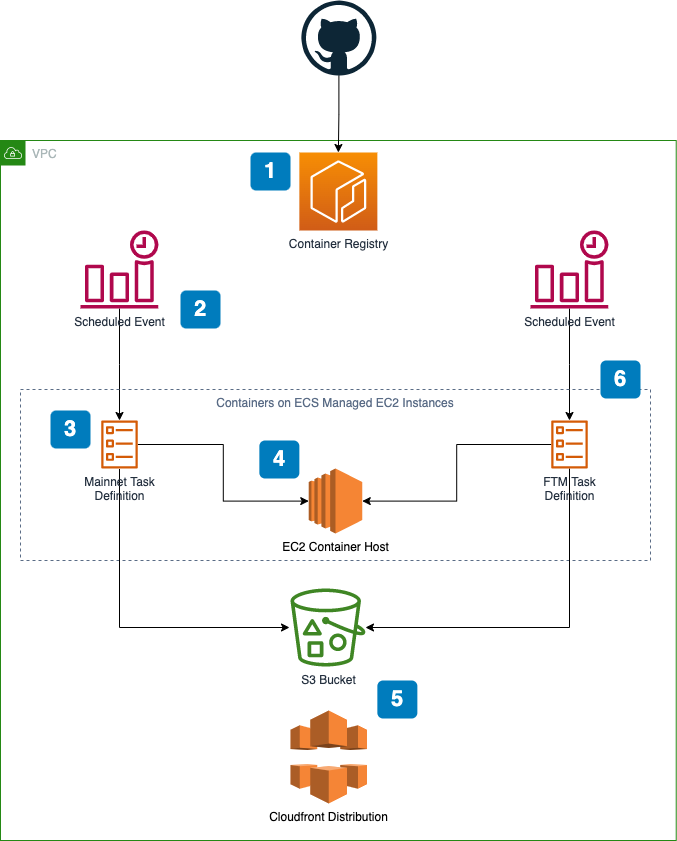 VPC
1
Container Registry
Scheduled Event
2
Scheduled Event
6
Containers on ECS Managed EC2 Instances
3
Mainnet Task
Definition
4
FTM Task
Definition
EC2 Container Host
S3 Bucket
5
Cloudfront Distribution